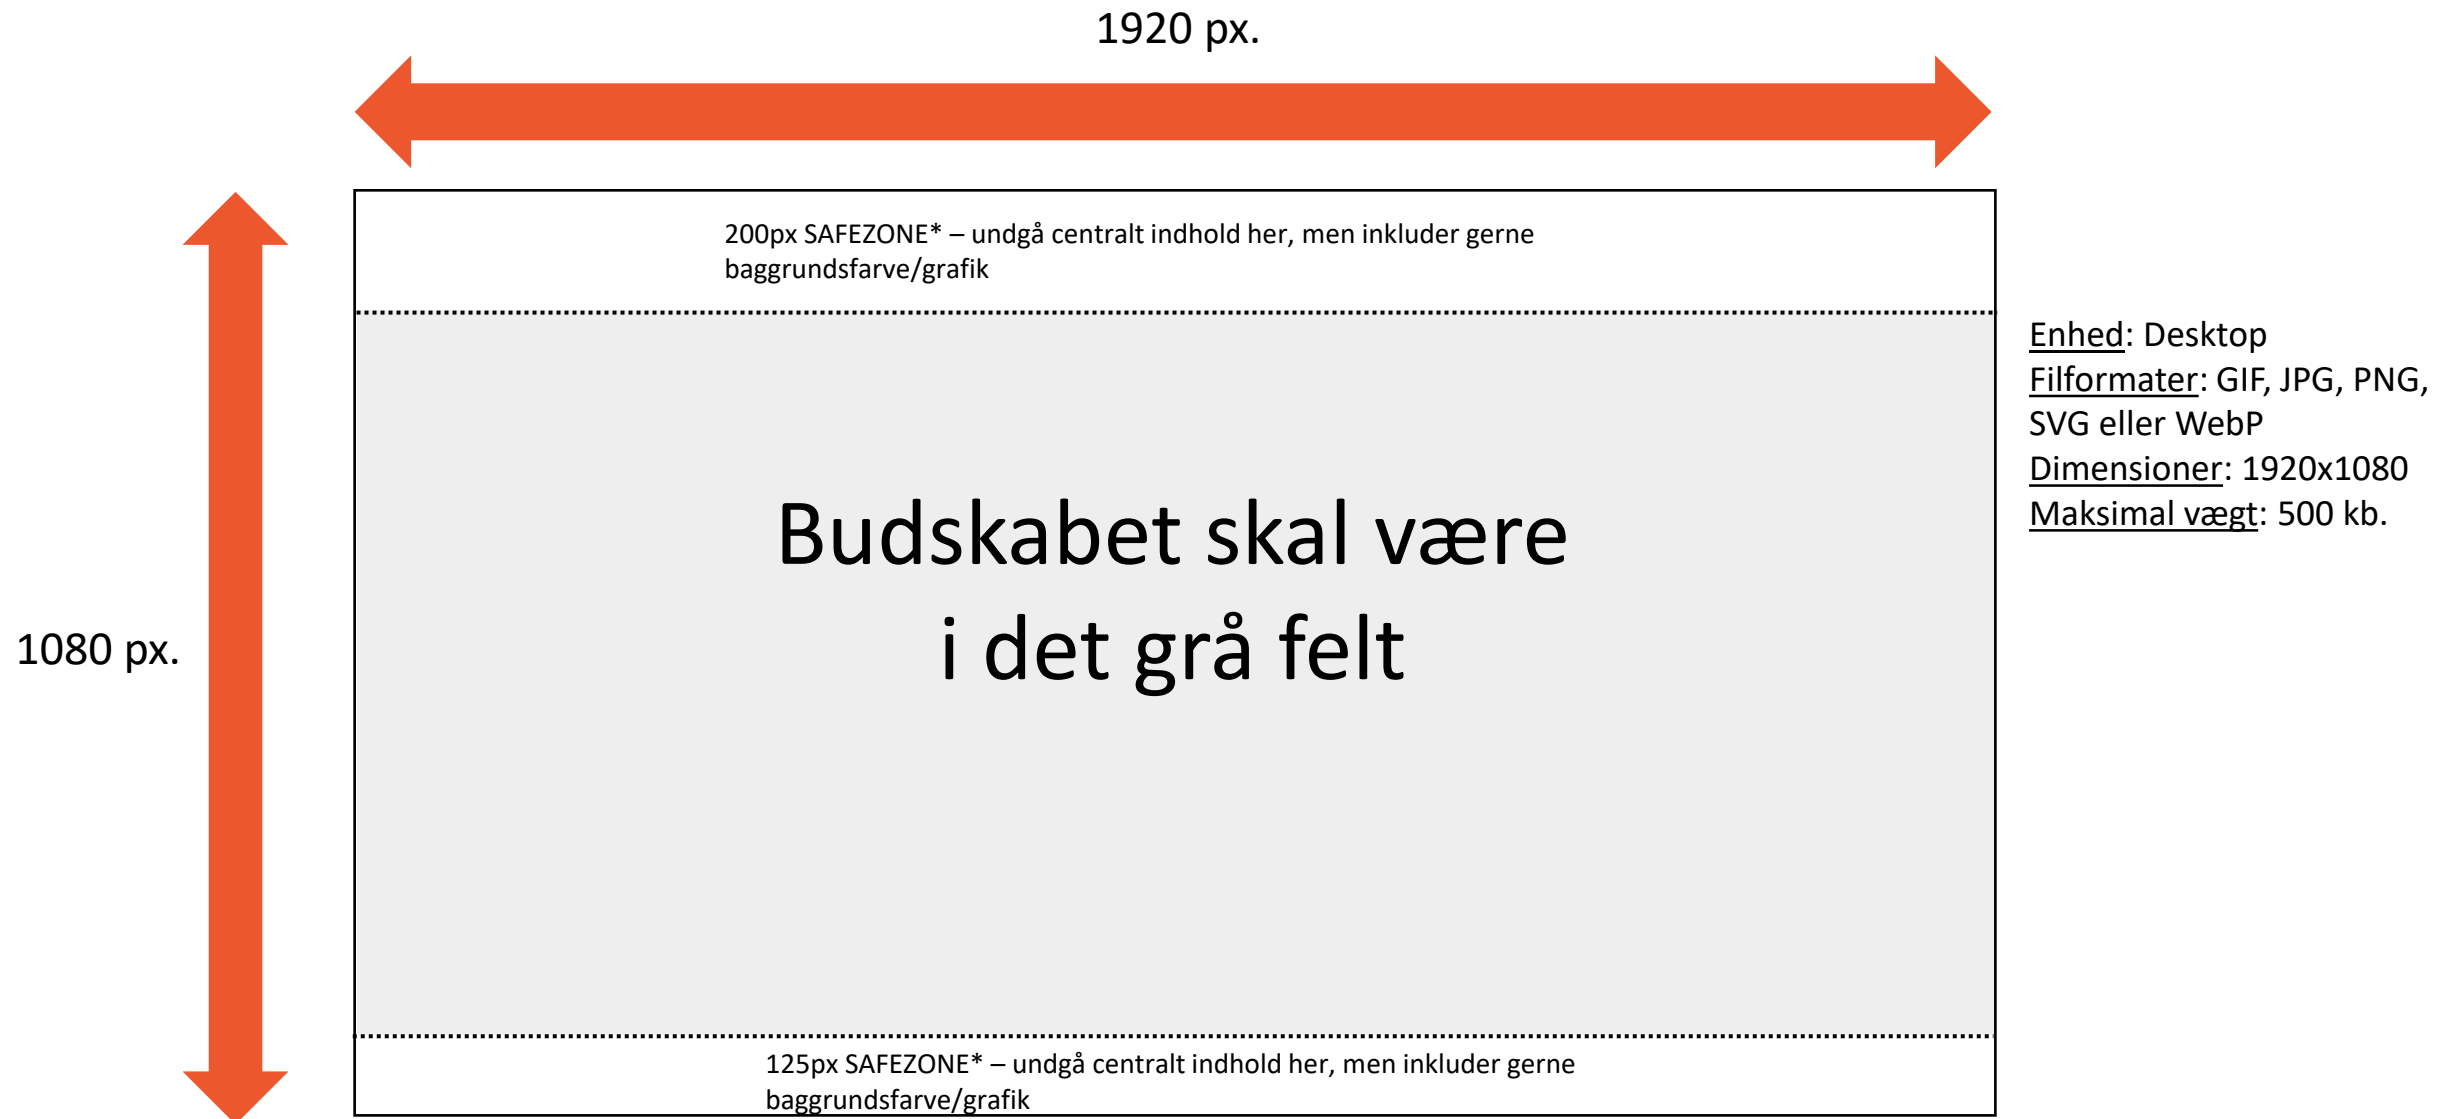 1920 px.
200px SAFEZONE* – undgå centralt indhold her, men inkluder gerne
baggrundsfarve/grafik
Enhed: Desktop
Filformater: GIF, JPG, PNG,
SVG eller WebP
Dimensioner: 1920x1080
Maksimal vægt: 500 kb.
Budskabet skal være
i det grå felt
1080 px.
125px SAFEZONE* – undgå centralt indhold her, men inkluder gerne
baggrundsfarve/grafik